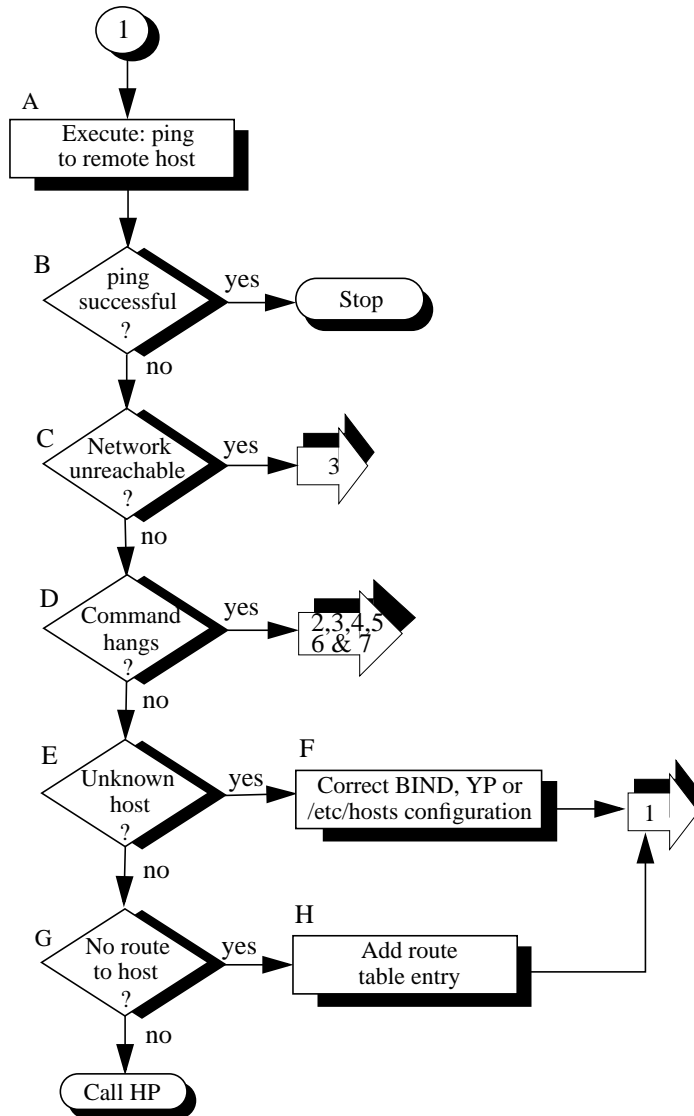 1
A
Execute: ping
to remote host
B
ping
successful
?
yes
Stop
no
C
Network
unreachable
?
yes
3
no
D
Command
hangs
?
yes
2,3,4,5
6 & 7
no
E
Unknown
host
?
yes
F
Correct BIND, YP or
/etc/hosts configuration
1
no
G
No route
to host
?
yes
H
Add route
table entry
no
Call HP